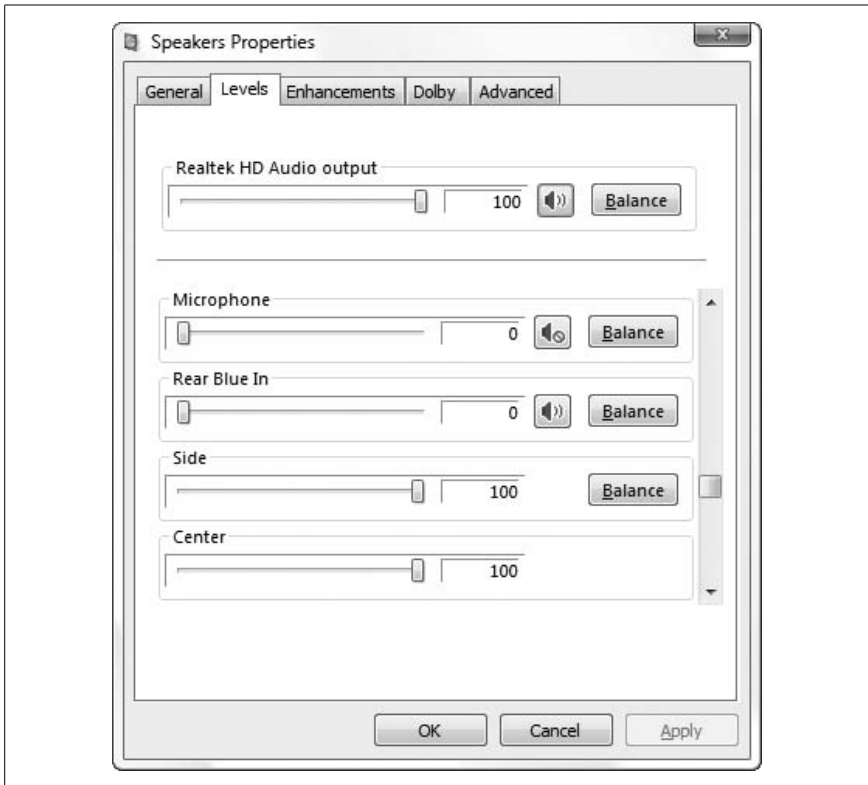 Speakers Properties
General Levels Enhancements Dolby Advanced
Realtek HD Audio output
100 Balance
Microphone
0 Balance
Rear Blue In
0 Balance
Side
100 Balance
Center
100
OK Cancel Apply